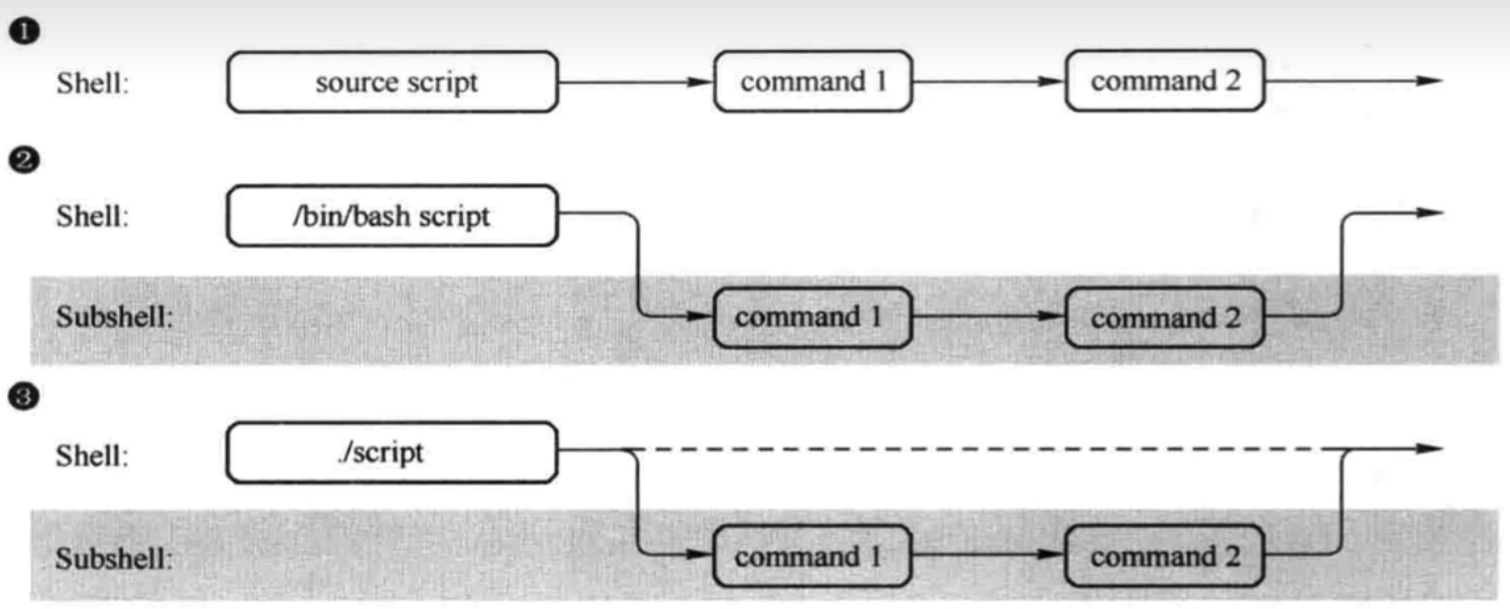 ❶
Shell: source script command 1 command 2
❷
Shell: /bin/bash script
Subshell: command 1 command 2
❸
Shell: ./script
Subshell: command 1 command 2